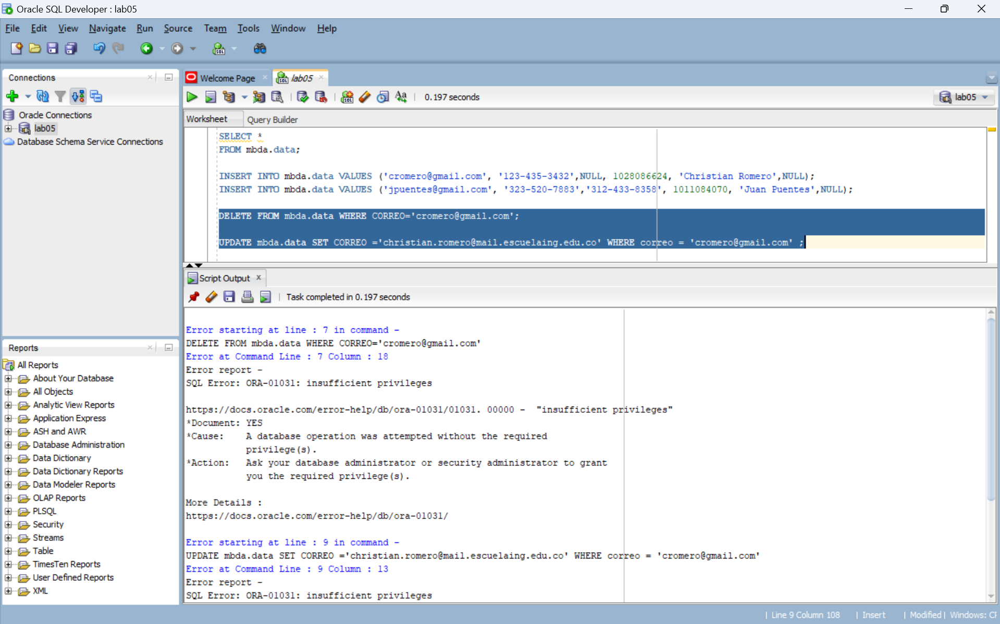 Oracle SQL Developer : lab05
File Edit View Navigate Run Source Team Tools Window Help
Connections
Oracle Connections
lab05
Database Schema Service Connections
Reports
All Reports
About Your Database
All Objects
Analytic View Reports
Application Express
ASH and AWR
Database Administration
Data Dictionary
Data Dictionary Reports
Data Modeler Reports
OLAP Reports
PLSQL
Security
Streams
Table
TimesTen Reports
User Defined Reports
XML
Welcome Page
lab05
0.197 seconds
lab05
Worksheet Query Builder
SELECT *
FROM mbda.data;
INSERT INTO mbda.data VALUES ('cromero@gmail.com', '123-435-3432',NULL, 1028086624, 'Christian Romero',NULL);
INSERT INTO mbda.data VALUES ('jpuentes@gmail.com', '323-520-7883','312-433-8358', 1011084070, 'Juan Puentes',NULL);
DELETE FROM mbda.data WHERE CORREO='cromero@gmail.com';
UPDATE mbda.data SET CORREO ='christian.romero@mail.escuelaing.edu.co' WHERE correo = 'cromero@gmail.com' ;
Script Output
Task completed in 0.197 seconds
Error starting at line : 7 in command -
DELETE FROM mbda.data WHERE CORREO='cromero@gmail.com'
Error at Command Line : 7 Column : 18
Error report -
SQL Error: ORA-01031: insufficient privileges
https://docs.oracle.com/error-help/db/ora-01031/01031. 00000 - "insufficient privileges"
*Document: YES
*Cause: A database operation was attempted without the required
privilege(s).
*Action: Ask your database administrator or security administrator to grant
you the required privilege(s).
More Details :
https://docs.oracle.com/error-help/db/ora-01031/
Error starting at line : 9 in command -
UPDATE mbda.data SET CORREO ='christian.romero@mail.escuelaing.edu.co' WHERE correo = 'cromero@gmail.com'
Error at Command Line : 9 Column : 13
Error report -
SQL Error: ORA-01031: insufficient privileges
Line 9 Column 108 | Insert | Modified | Windows: CF